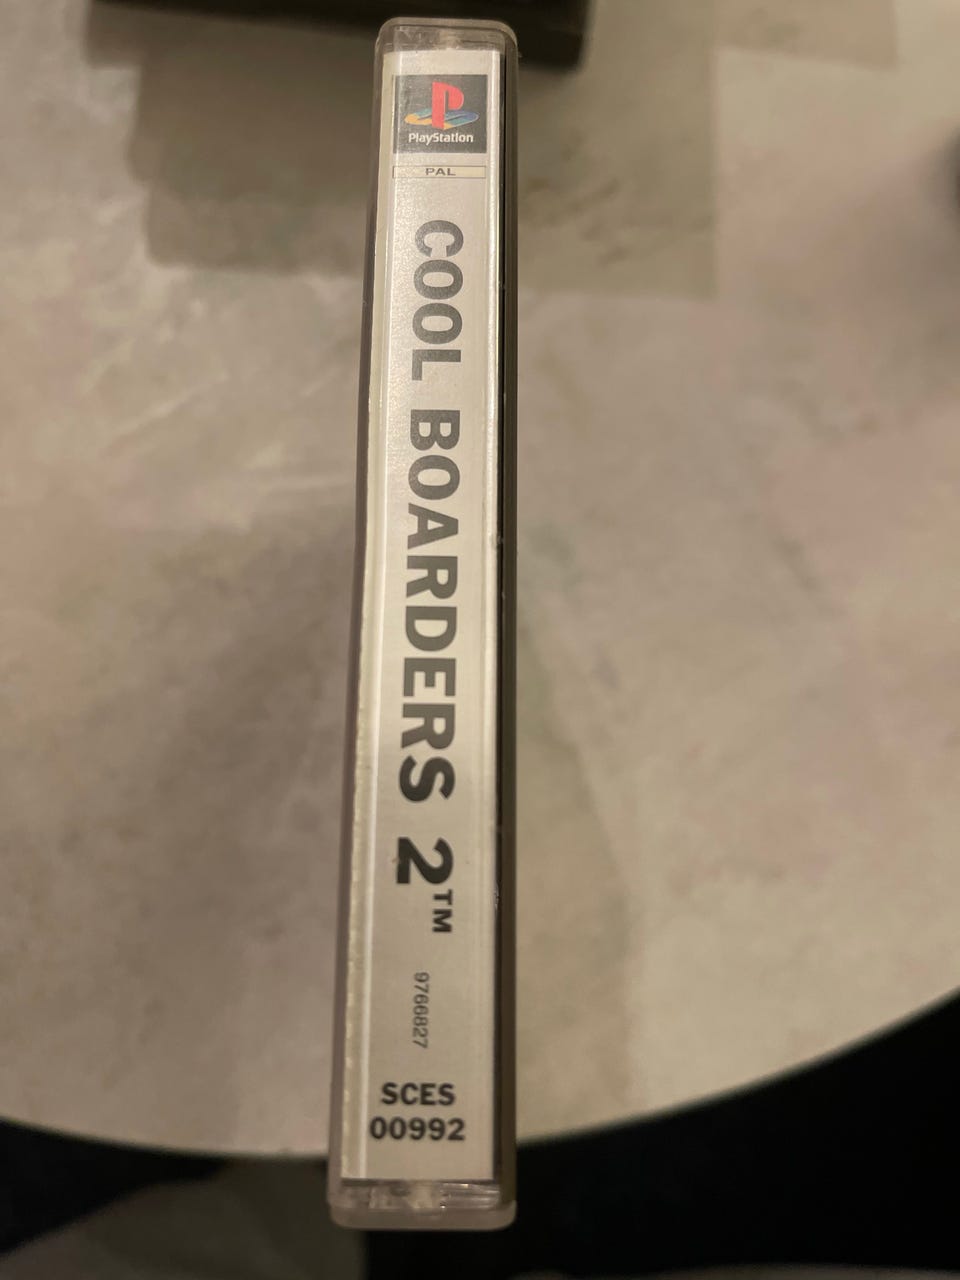 PlayStation
PAL
COOL BOARDERS 2™
9766827
SCES
00992